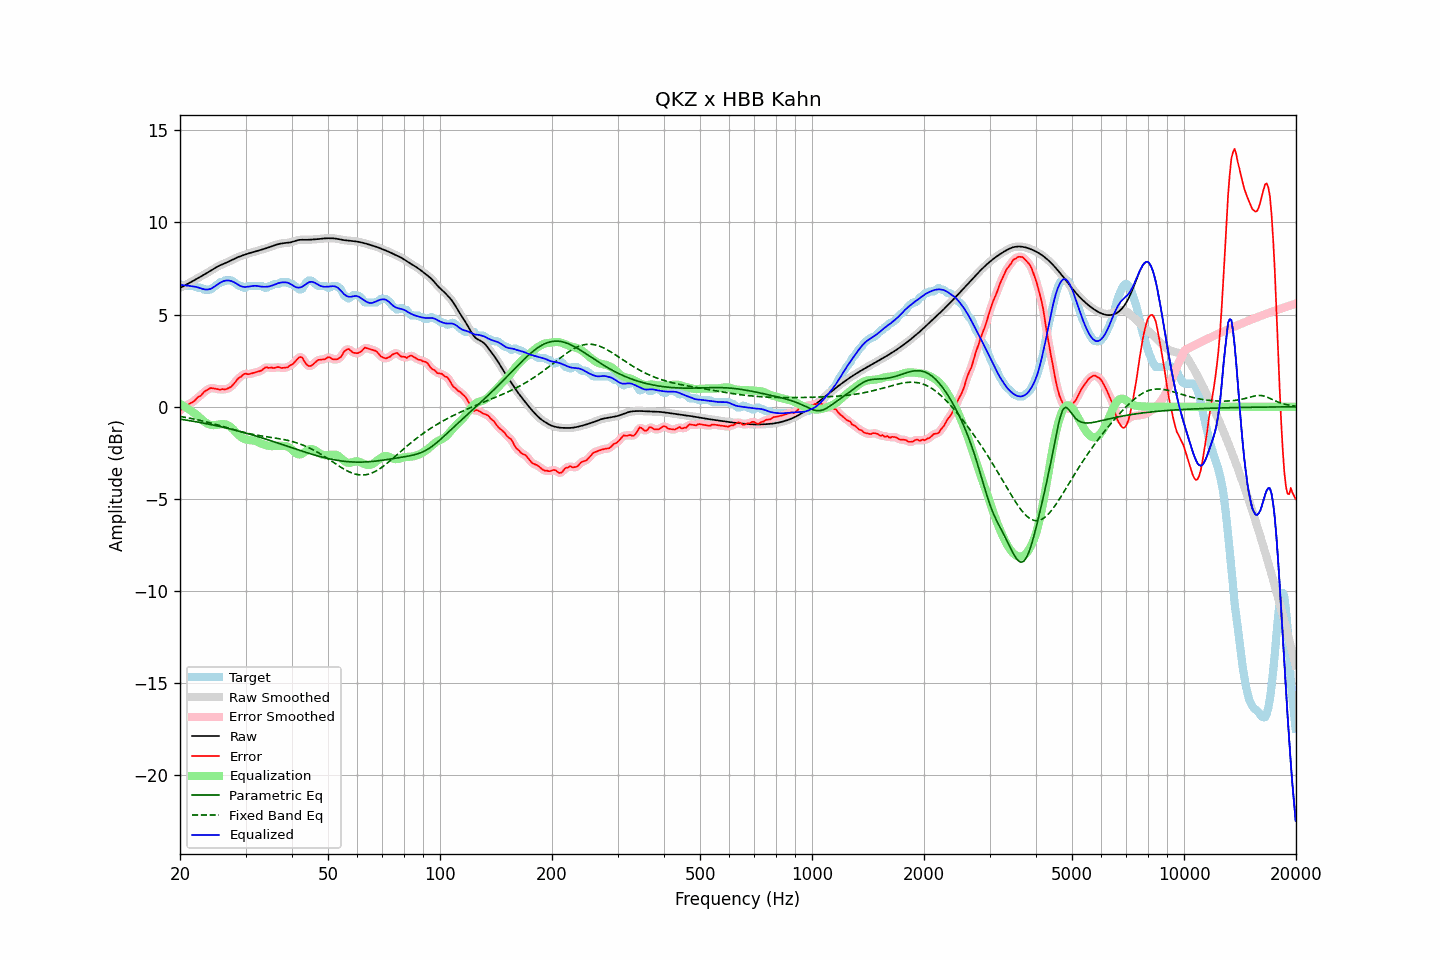 QKZ x HBB Kahn
15
10
5
0
−5
−10
−15
−20
Amplitude (dBr)
Target
Raw Smoothed
Error Smoothed
Raw
Error
Equalization
Parametric Eq
Fixed Band Eq
Equalized
20 50 100 200 500 1000 2000 5000 10000 20000
Frequency (Hz)